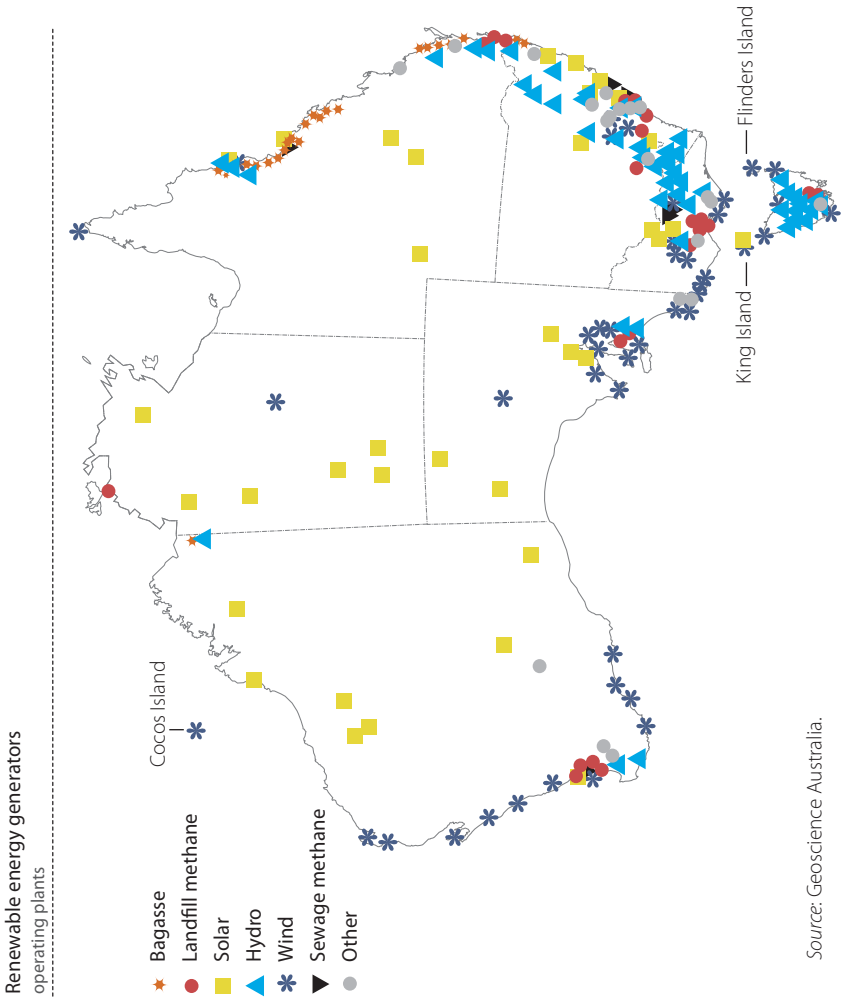 Renewable energy generators
operating plants
Cocos Island
Bagasse
Landfill methane
Solar
Hydro
Wind
Sewage methane
Other
King Island
Flinders Island
Source: Geoscience Australia.